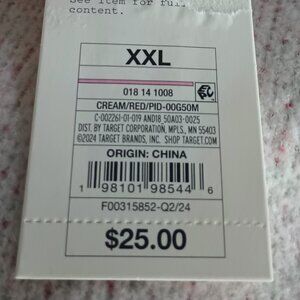 See item for full
content.
XXL
018 14 1008
CREAM/RED/PID-00G50M
C-002261-01-019 AND18_50A03-0025
DIST. BY TARGET CORPORATION, MPLS., MN 55403
©2024 TARGET BRANDS, INC. SHOP TARGET.COM
ORIGIN: CHINA
1 98101 98544 6
F00315852-Q2/24
$25.00